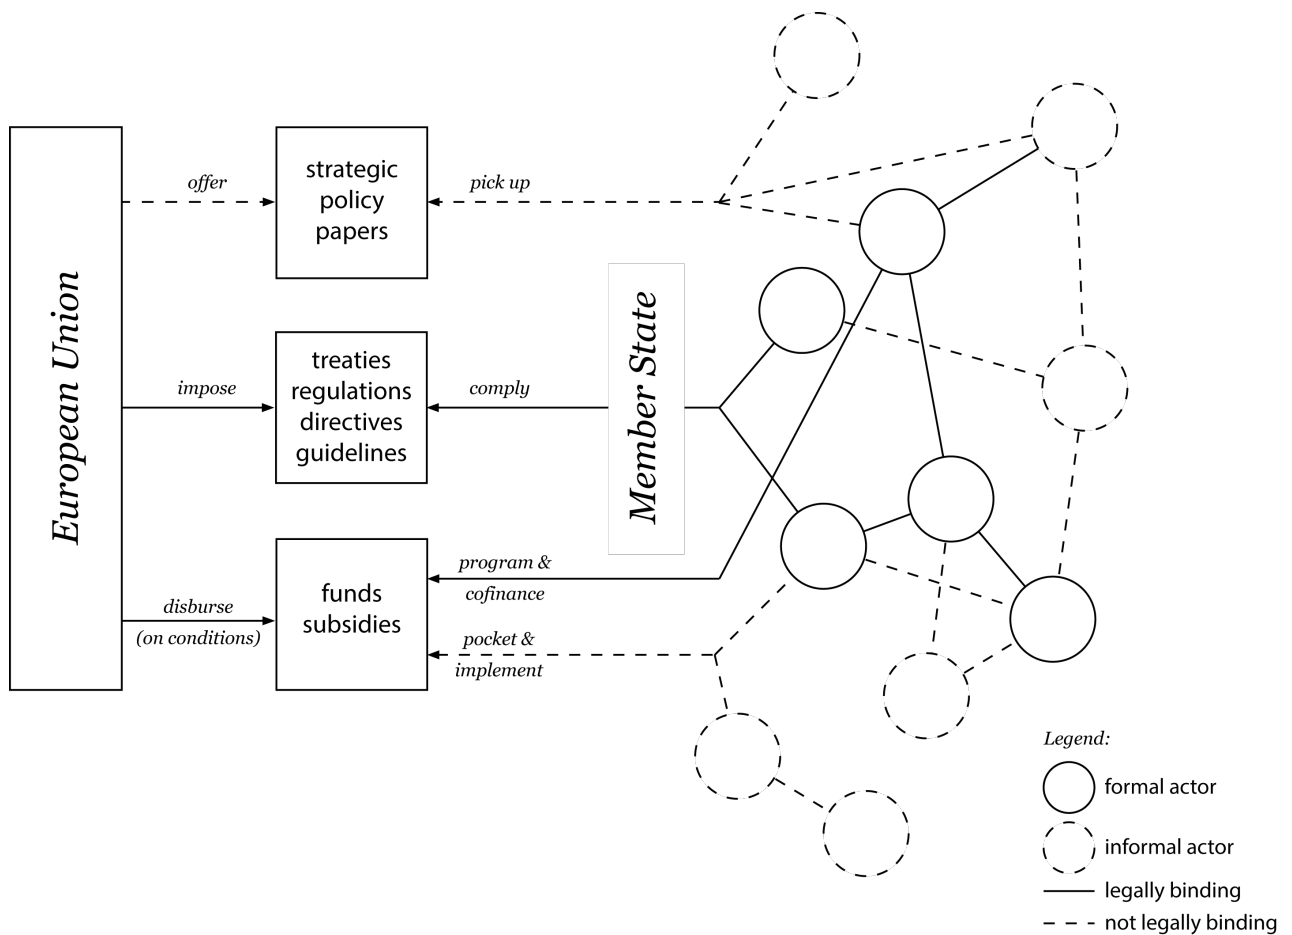 European Union
offer
strategic
policy
papers
pick up
impose
treaties
regulations
directives
guidelines
comply
Member State
disburse
(on conditions)
funds
subsidies
program &
cofinance
pocket &
implement
Legend:
formal actor
informal actor
legally binding
not legally binding